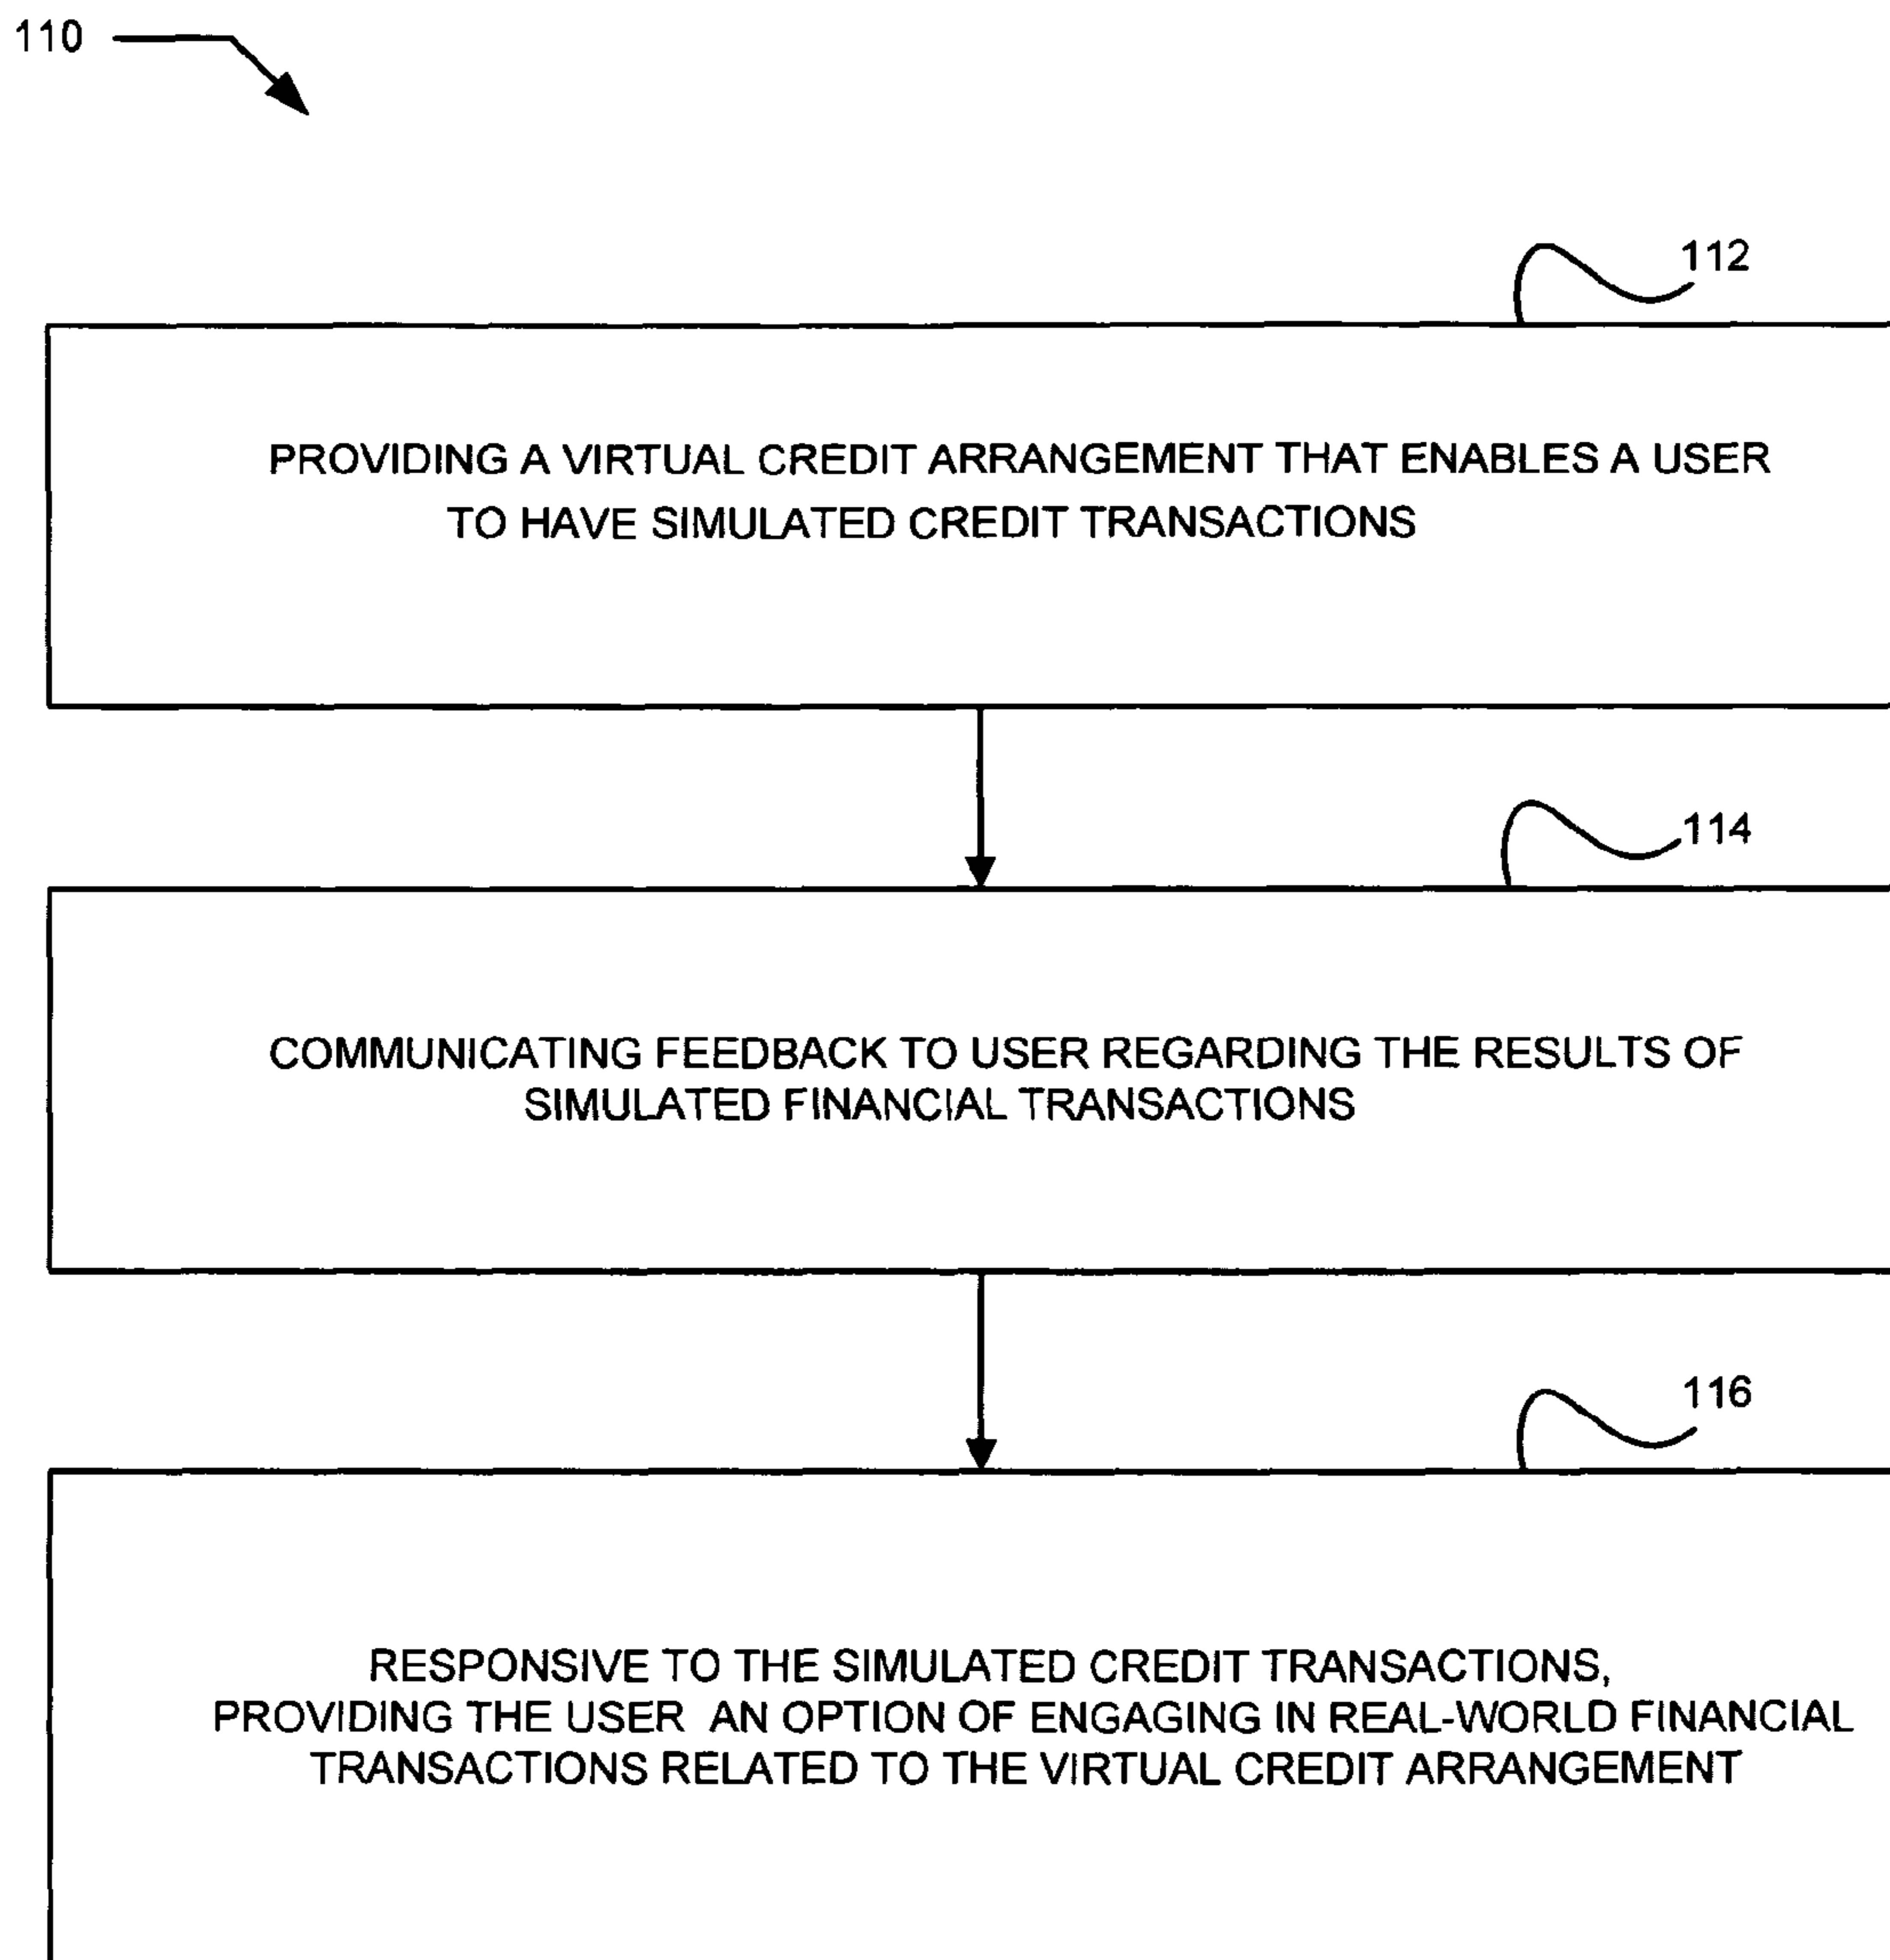 110
112
PROVIDING A VIRTUAL CREDIT ARRANGEMENT THAT ENABLES A USER
TO HAVE SIMULATED CREDIT TRANSACTIONS
114
COMMUNICATING FEEDBACK TO USER REGARDING THE RESULTS OF
SIMULATED FINANCIAL TRANSACTIONS
116
RESPONSIVE TO THE SIMULATED CREDIT TRANSACTIONS,
PROVIDING THE USER AN OPTION OF ENGAGING IN REAL-WORLD FINANCIAL
TRANSACTIONS RELATED TO THE VIRTUAL CREDIT ARRANGEMENT